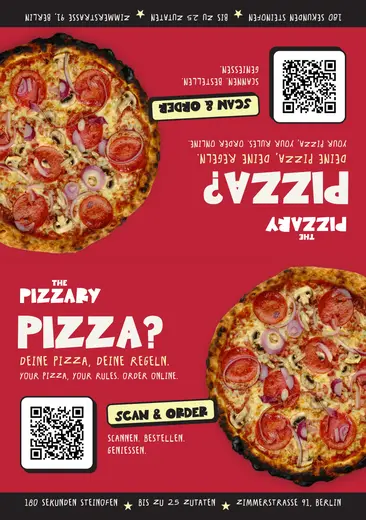 180 SEKUNDEN STEINOFEN ★ BIS ZU 25 ZUTATEN ★ ZIMMERSTRASSE 91, BERLIN
SCANNEN. BESTELLEN.
GENIESSEN.
SCAN & ORDER
YOUR PIZZA, YOUR RULES. ORDER ONLINE.
DEINE PIZZA, DEINE REGELN.
PIZZA?
THE
PIZZARY
THE
PIZZARY
PIZZA?
DEINE PIZZA, DEINE REGELN.
YOUR PIZZA, YOUR RULES. ORDER ONLINE.
SCAN & ORDER
SCANNEN. BESTELLEN.
GENIESSEN.
180 SEKUNDEN STEINOFEN ★ BIS ZU 25 ZUTATEN ★ ZIMMERSTRASSE 91, BERLIN